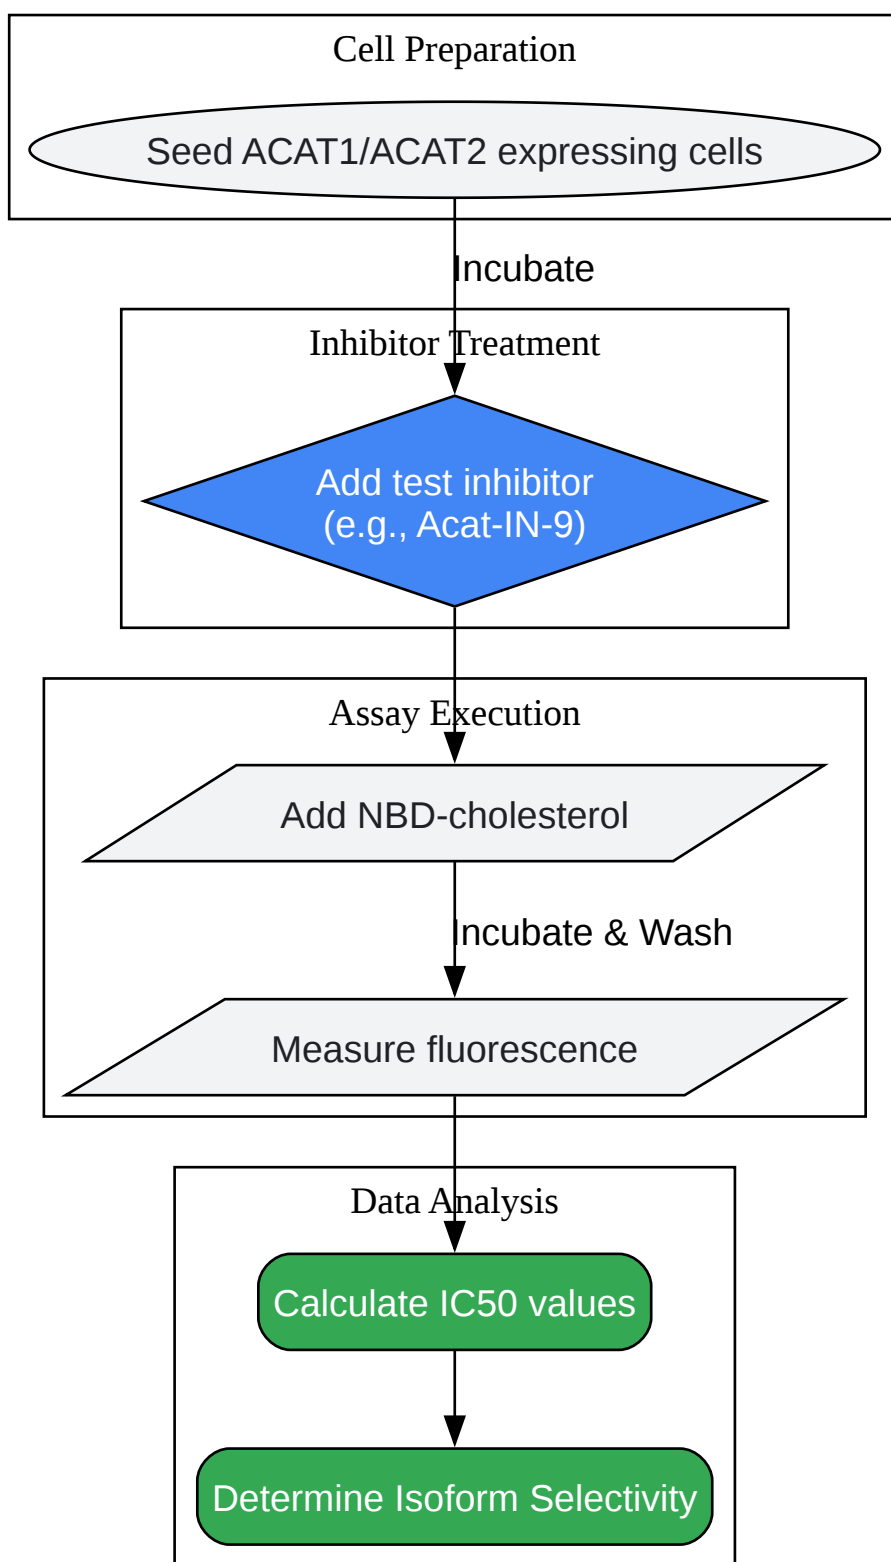 Cell Preparation
Seed ACAT1/ACAT2 expressing cells
Incubate
Inhibitor Treatment
Add test inhibitor
(e.g., Acat-IN-9)
Assay Execution
Add NBD-cholesterol
Incubate & Wash
Measure fluorescence
Data Analysis
Calculate IC50 values
Determine Isoform Selectivity